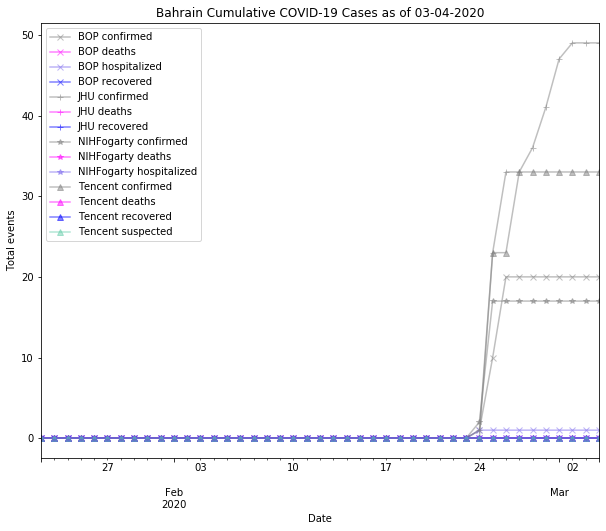 Bahrain Cumulative COVID-19 Cases as of 03-04-2020
BOP confirmed
BOP deaths
BOP hospitalized
BOP recovered
JHU confirmed
JHU deaths
JHU recovered
NIHFogarty confirmed
NIHFogarty deaths
NIHFogarty hospitalized
Tencent confirmed
Tencent deaths
Tencent recovered
Tencent suspected
Total events
50
40
30
20
10
0
27 03 10 17 24 02
Feb Mar
2020
Date